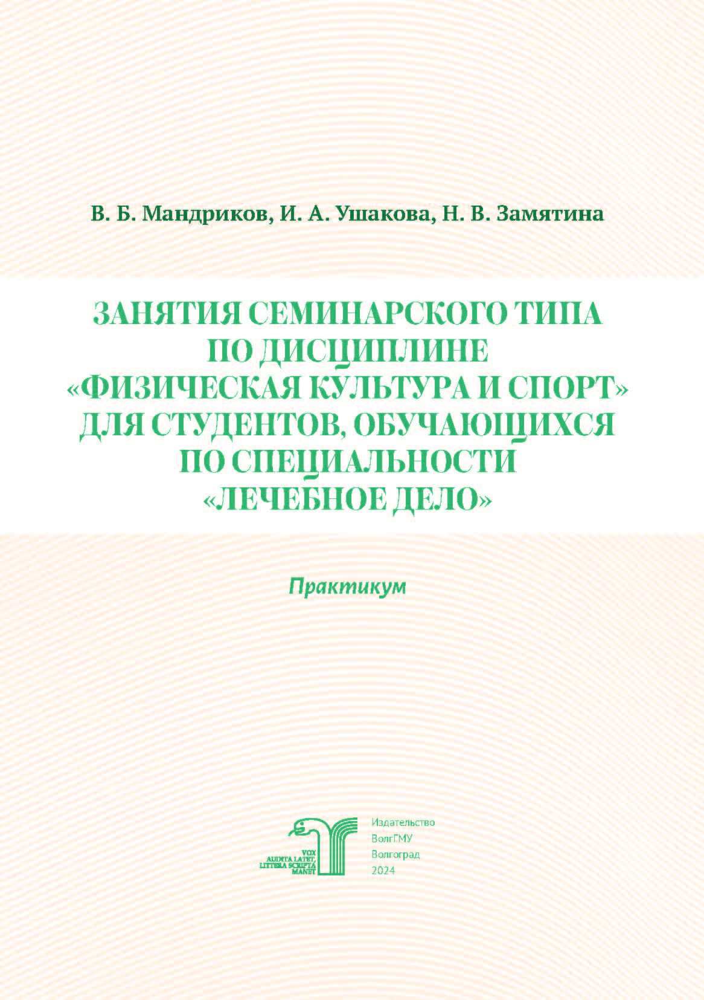 В. Б. Мандриков, И. А. Ушакова, Н. В. Замятина
ЗАНЯТИЯ СЕМИНАРСКОГО ТИПА
ПО ДИСЦИПЛИНЕ
«ФИЗИЧЕСКАЯ КУЛЬТУРА И СПОРТ»
ДЛЯ СТУДЕНТОВ, ОБУЧАЮЩИХСЯ
ПО СПЕЦИАЛЬНОСТИ
«ЛЕЧЕБНОЕ ДЕЛО»
Практикум
VOX
AUDITA LATET,
LITTERA SCRIPTA
MANET
Издательство
ВолгГМУ
Волгоград
2024